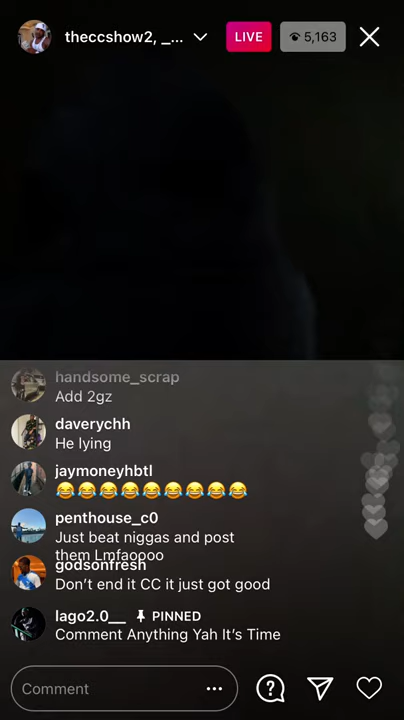 theccshow2, _...
LIVE
5,163
handsome_scrap
Add 2gz
daverychh
He lying
jaymoneyhbtl
😂😂😂😂😂😂😂😂😂
penthouse_c0
Just beat niggas and post
them Lmfaopoo
godsonfresh
Don’t end it CC it just got good
lago2.0__ PINNED
Comment Anything Yah It’s Time
Comment